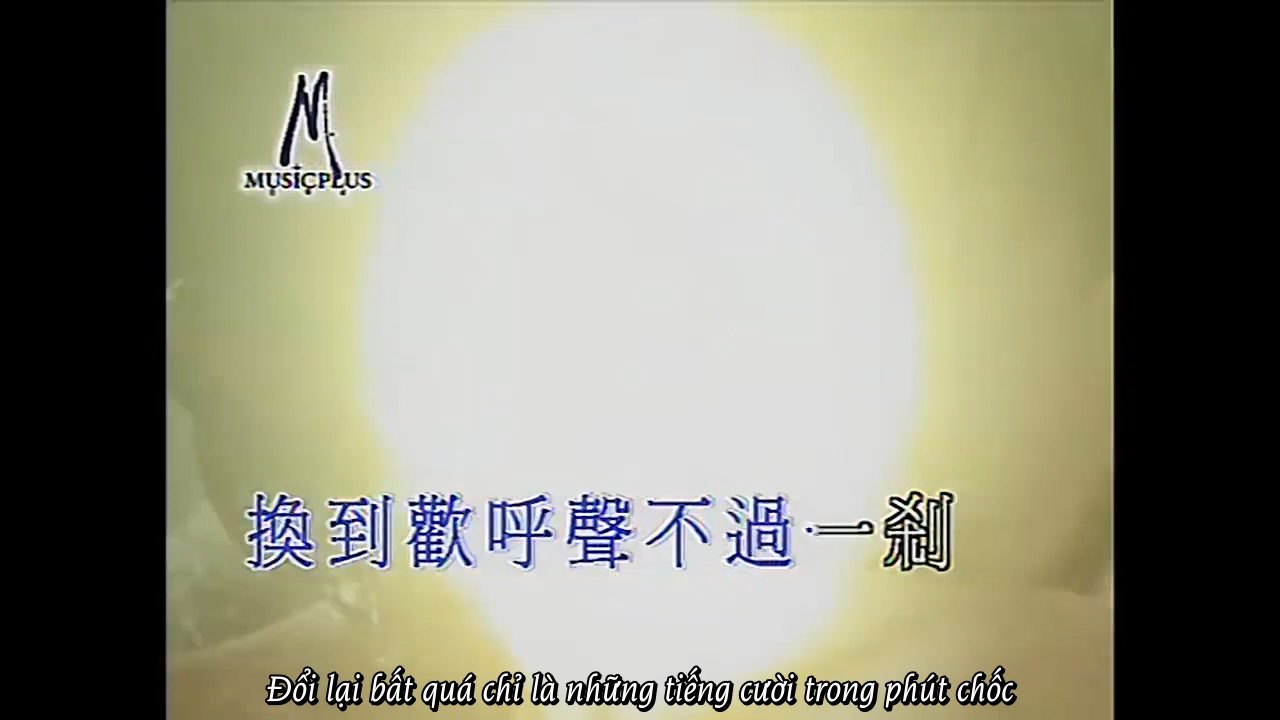 M
MUSICPLUS
換到歡呼聲不過一剎
Đổi lại bất quá chỉ là những tiếng cười trong phút chốc